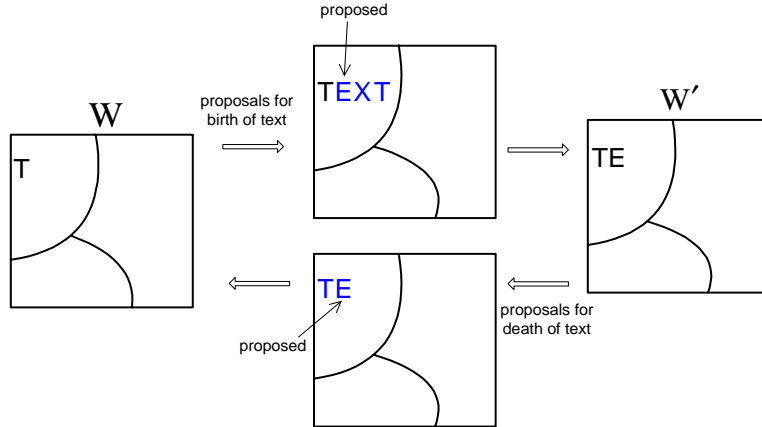 proposed
W
proposals for
birth of text
T
TEXT
W′
TE
TE
proposed
proposals for
death of text